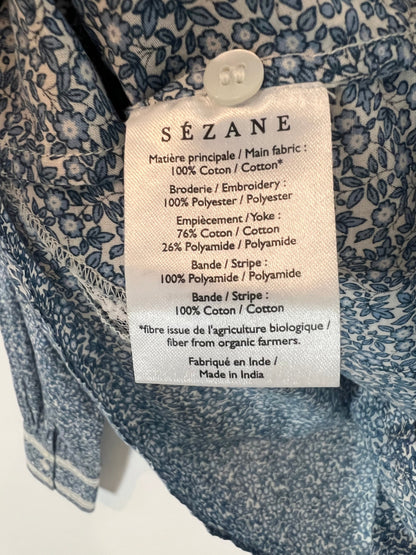 SÉZANE
Matière principale / Main fabric :
100% Coton / Cotton*
Broderie / Embroidery :
100% Polyester / Polyester
Empiècement / Yoke :
76% Coton / Cotton
26% Polyamide / Polyamide
Bande / Stripe :
100% Polyamide / Polyamide
Bande / Stripe :
100% Coton / Cotton
*fibre issue de l'agriculture biologique /
fiber from organic farmers.
Fabriqué en Inde /
Made in India